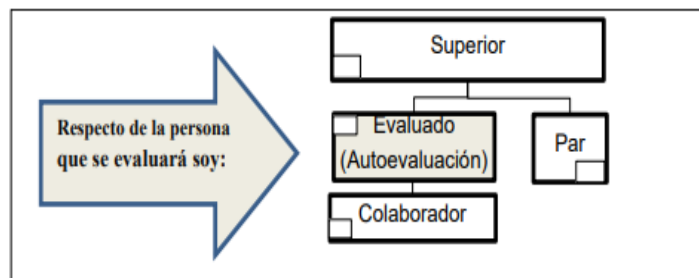 Superior
Respecto de la persona
que se evaluará soy:
Evaluado
(Autoevaluación)
Par
Colaborador